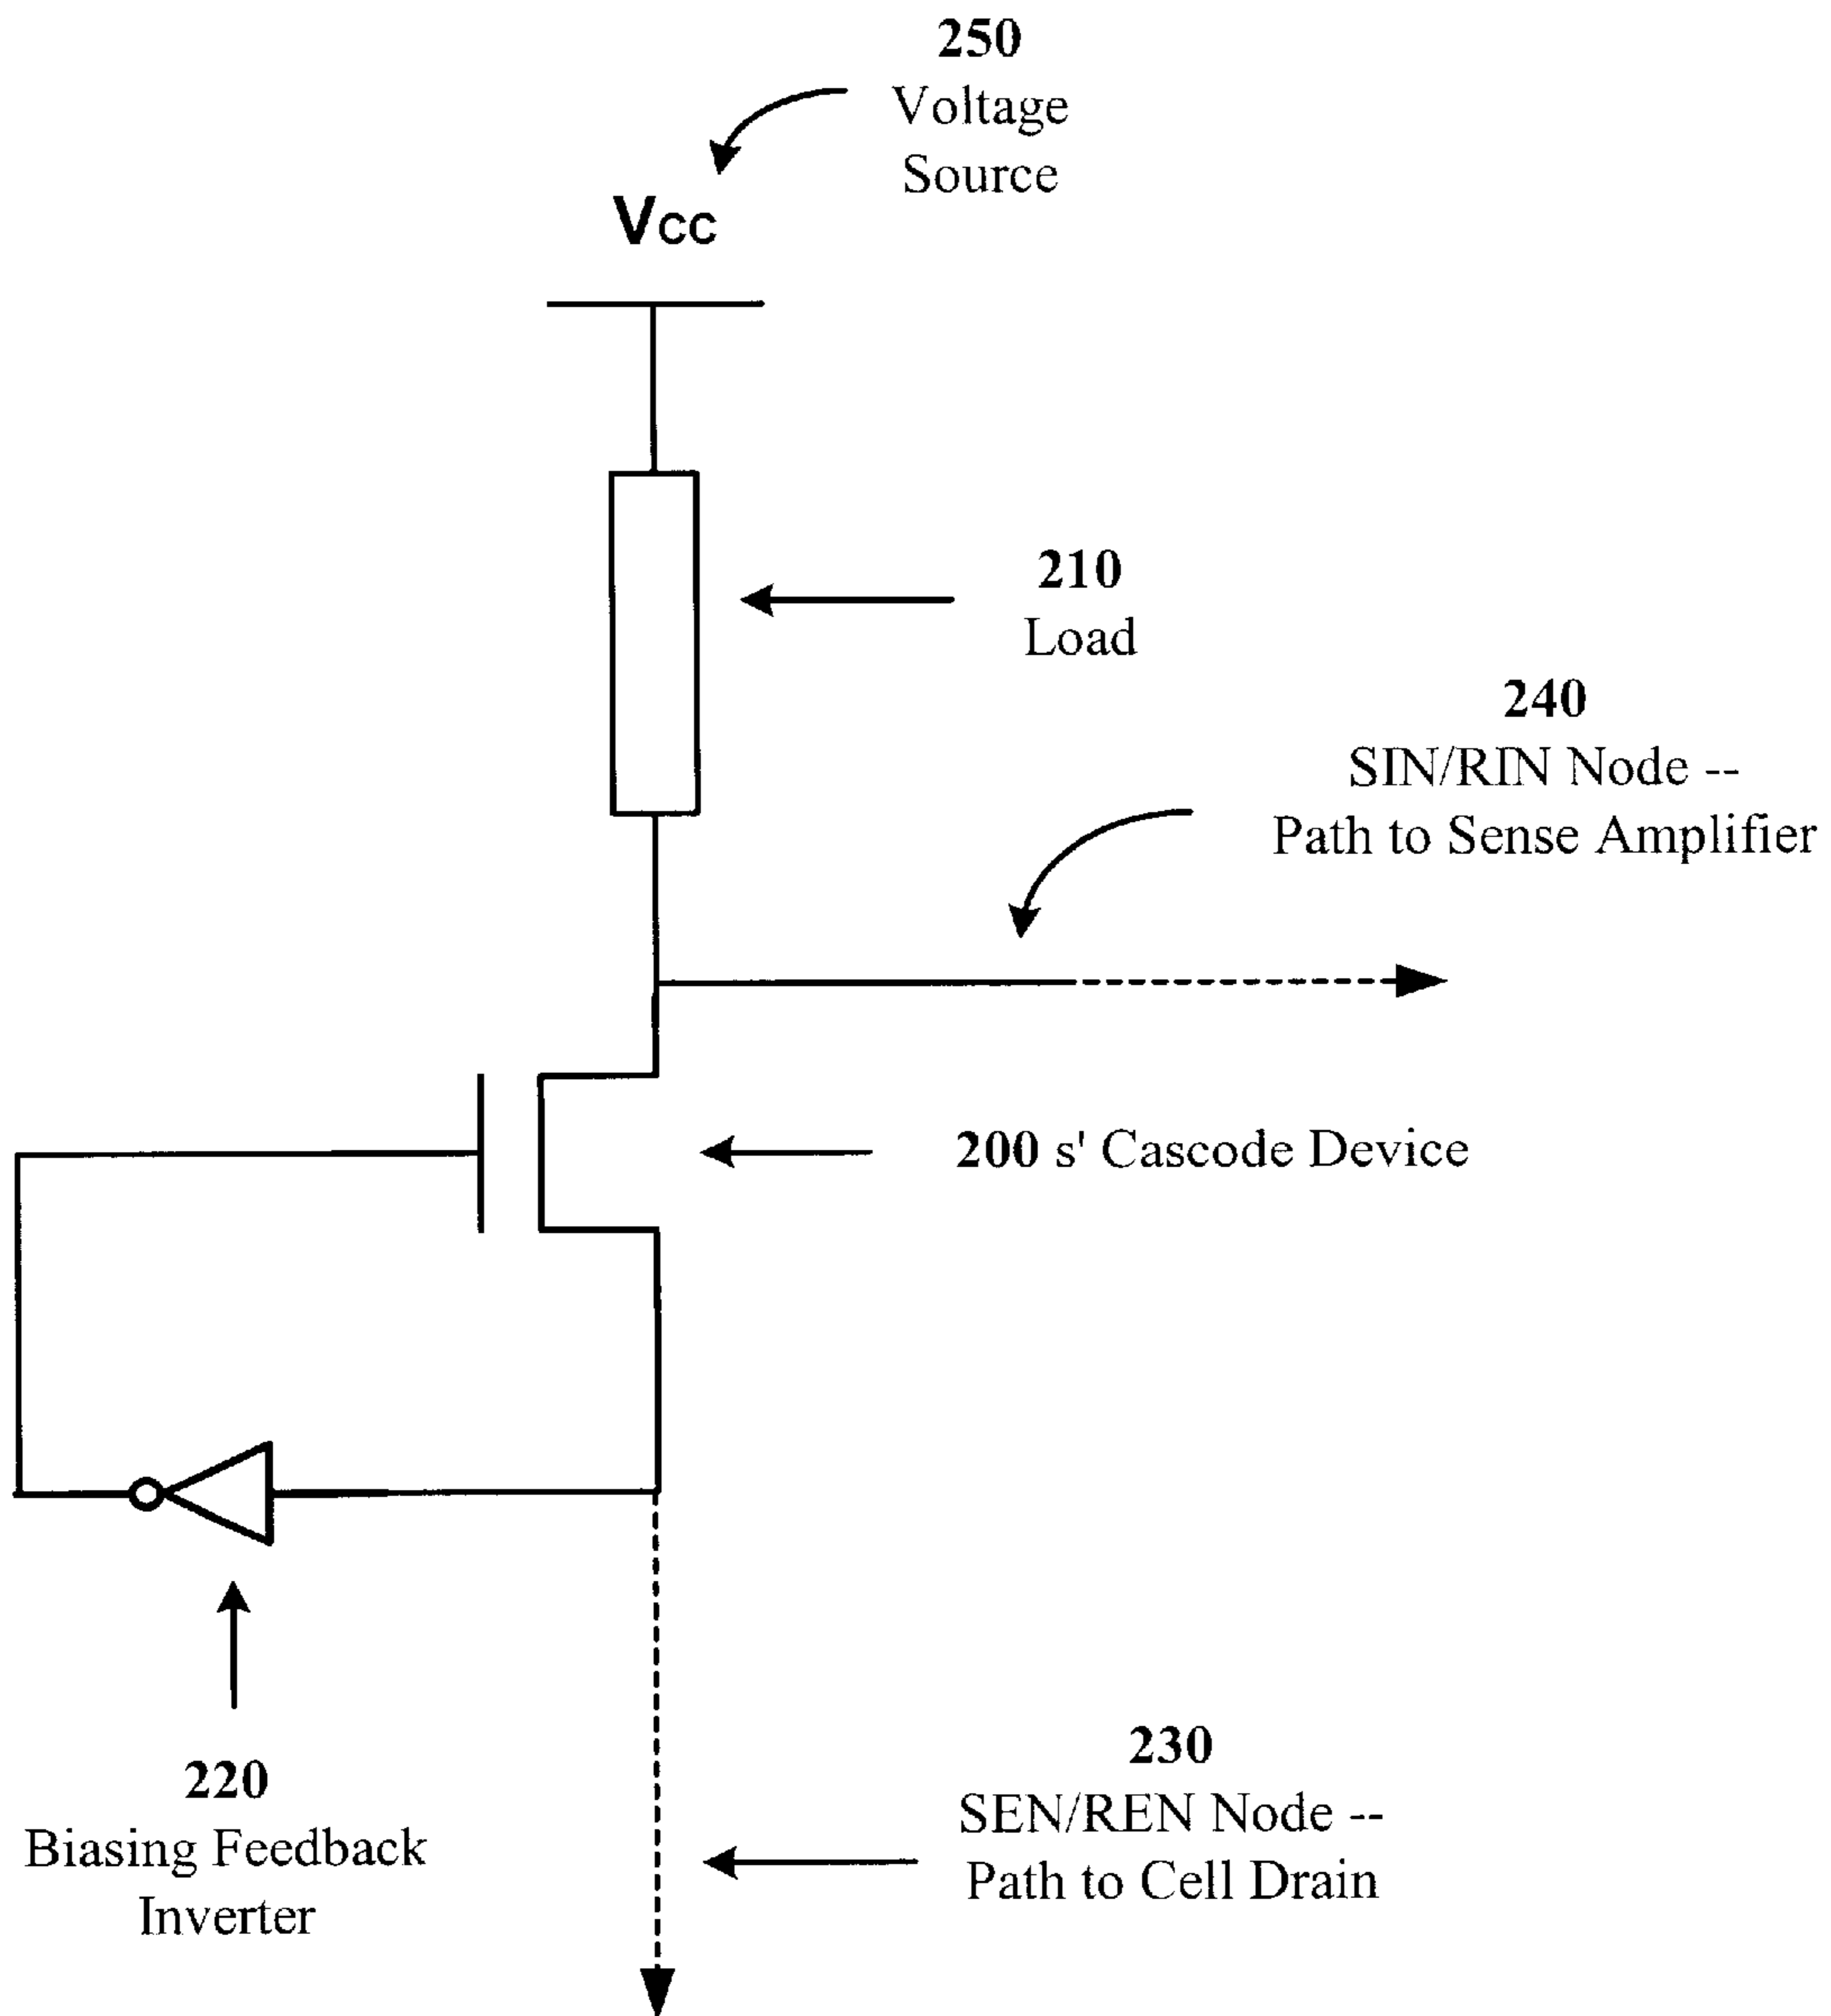 250
Voltage
Source
Vcc
210
Load
240
SIN/RIN Node --
Path to Sense Amplifier
200 s' Cascode Device
220
Biasing Feedback
Inverter
230
SEN/REN Node --
Path to Cell Drain